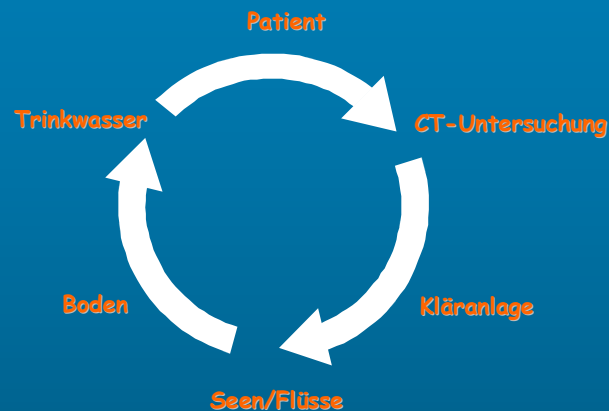 Patient
Trinkwasser
CT-Untersuchung
Boden
Kläranlage
Seen/Flüsse